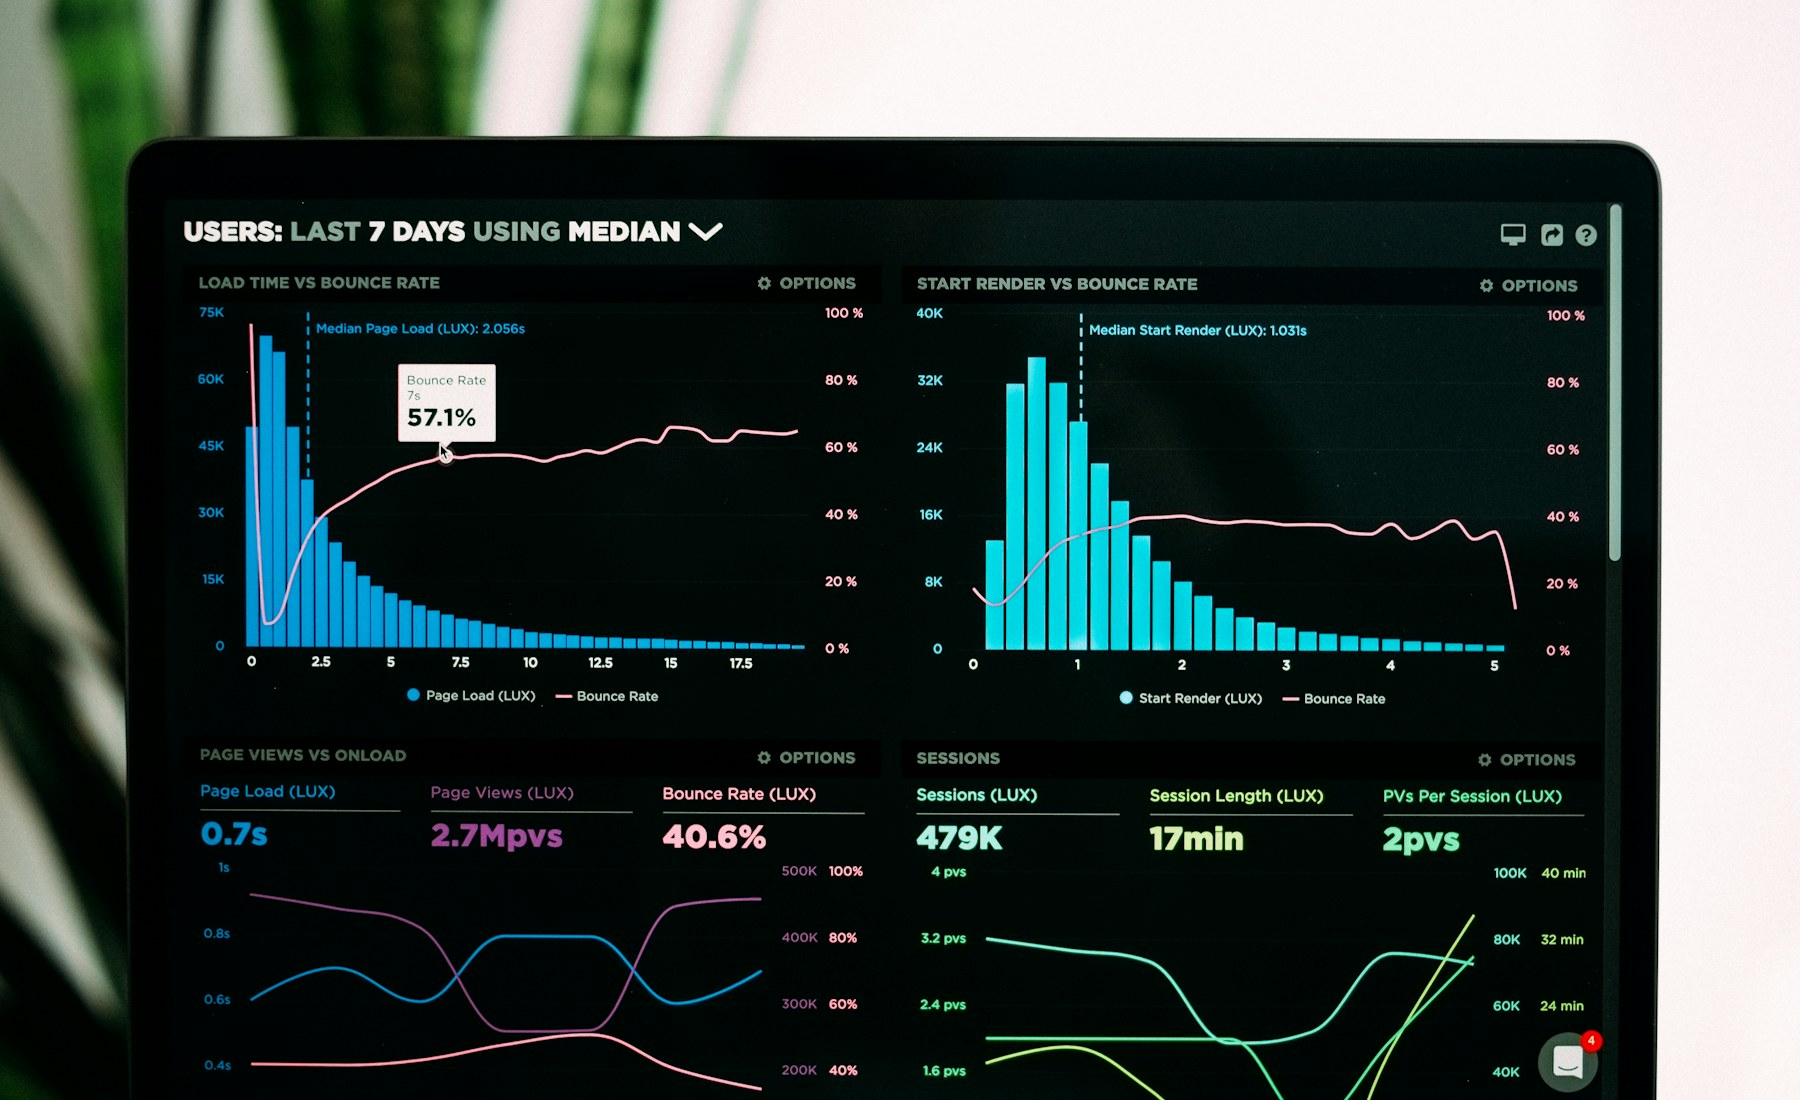 USERS: LAST 7 DAYS USING MEDIAN
LOAD TIME VS BOUNCE RATE
OPTIONS
75K
60K
45K
30K
15K
0
Median Page Load (LUX): 2.056s
Bounce Rate
7s
57.1%
100 %
80 %
60 %
40 %
20 %
0 %
0 2.5 5 7.5 10 12.5 15 17.5
Page Load (LUX) Bounce Rate
START RENDER VS BOUNCE RATE
OPTIONS
40K
32K
24K
16K
8K
0
Median Start Render (LUX): 1.031s
100 %
80 %
60 %
40 %
20 %
0 %
0 1 2 3 4 5
Start Render (LUX) Bounce Rate
PAGE VIEWS VS ONLOAD
OPTIONS
Page Load (LUX) Page Views (LUX) Bounce Rate (LUX)
0.7s 2.7Mpvs 40.6%
1s
0.8s
0.6s
0.4s
500K 100%
400K 80%
300K 60%
200K 40%
SESSIONS
OPTIONS
Sessions (LUX) Session Length (LUX) PVs Per Session (LUX)
479K 17min 2pvs
4 pvs
3.2 pvs
2.4 pvs
1.6 pvs
100K 40 min
80K 32 min
60K 24 min
40K
4